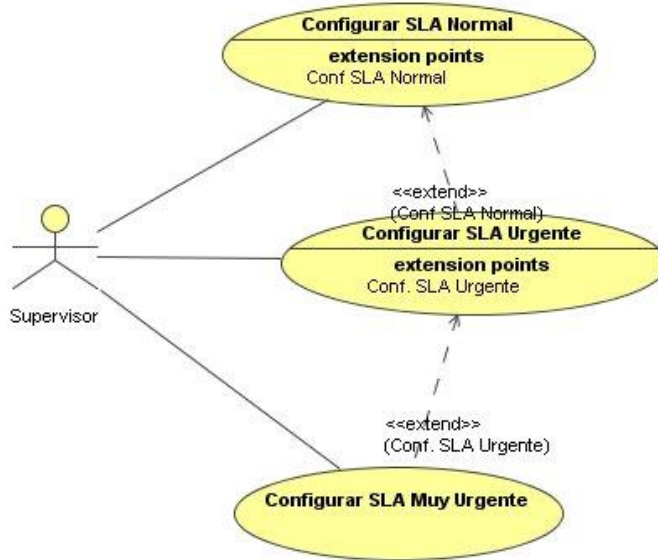 Configurar SLA Normal
extension points
Conf SLA Normal
<<extend>>
(Conf SLA Normal)
Configurar SLA Urgente
extension points
Conf. SLA Urgente
Supervisor
<<extend>>
(Conf. SLA Urgente)
Configurar SLA Muy Urgente